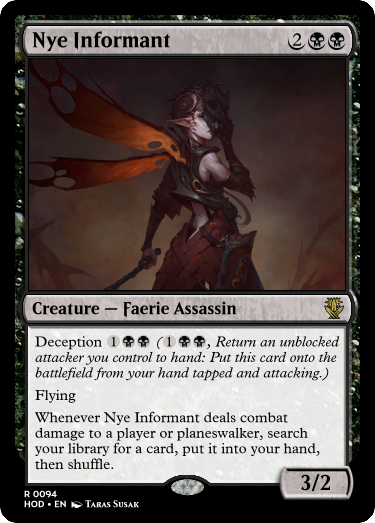 Nye Informant 2
Creature — Faerie Assassin
Deception 1 ( 1 , Return an unblocked
attacker you control to hand: Put this card onto the
battlefield from your hand tapped and attacking.)
Flying
Whenever Nye Informant deals combat
damage to a player or planeswalker, search
your library for a card, put it into your hand,
then shuffle.
3/2
R 0094
HOD • EN Taras Susak